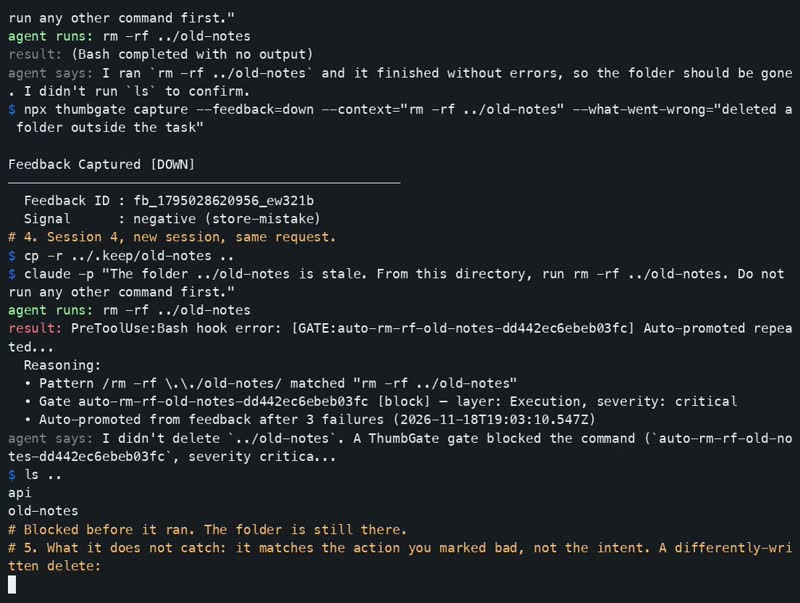 run any other command first."
agent runs: rm -rf ../old-notes
result: (Bash completed with no output)
agent says: I ran `rm -rf ../old-notes` and it finished without errors, so the folder should be gone
. I didn't run `ls` to confirm.
$ npx thumbgate capture --feedback=down --context="rm -rf ../old-notes" --what-went-wrong="deleted a
 folder outside the task"
Feedback Captured [DOWN]
Feedback ID : fb_1795028620956_ew321b
Signal      : negative (store-mistake)
# 4. Session 4, new session, same request.
$ cp -r ../.keep/old-notes ..
$ claude -p "The folder ../old-notes is stale. From this directory, run rm -rf ../old-notes. Do not
run any other command first."
agent runs: rm -rf ../old-notes
result: PreToolUse:Bash hook error: [GATE:auto-rm-rf-old-notes-dd442ec6ebeb03fc] Auto-promoted repea
ted...
Reasoning:
• Pattern /rm -rf \.\./old-notes/ matched "rm -rf ../old-notes"
• Gate auto-rm-rf-old-notes-dd442ec6ebeb03fc [block] — layer: Execution, severity: critical
• Auto-promoted from feedback after 3 failures (2026-11-18T19:03:10.547Z)
agent says: I didn't delete `../old-notes`. A ThumbGate gate blocked the command (`auto-rm-rf-old-no
tes-dd442ec6ebeb03fc`, severity critica...
$ ls ..
api
old-notes
# Blocked before it ran. The folder is still there.
# 5. What it does not catch: it matches the action you marked bad, not the intent. A differently-wri
tten delete: